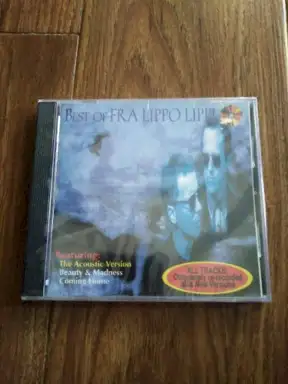 BEST OF FRA LIPPO LIPPI
Featuring:
The Acoustic Version
Beauty & Madness
Coming Home
ALL TRACKS